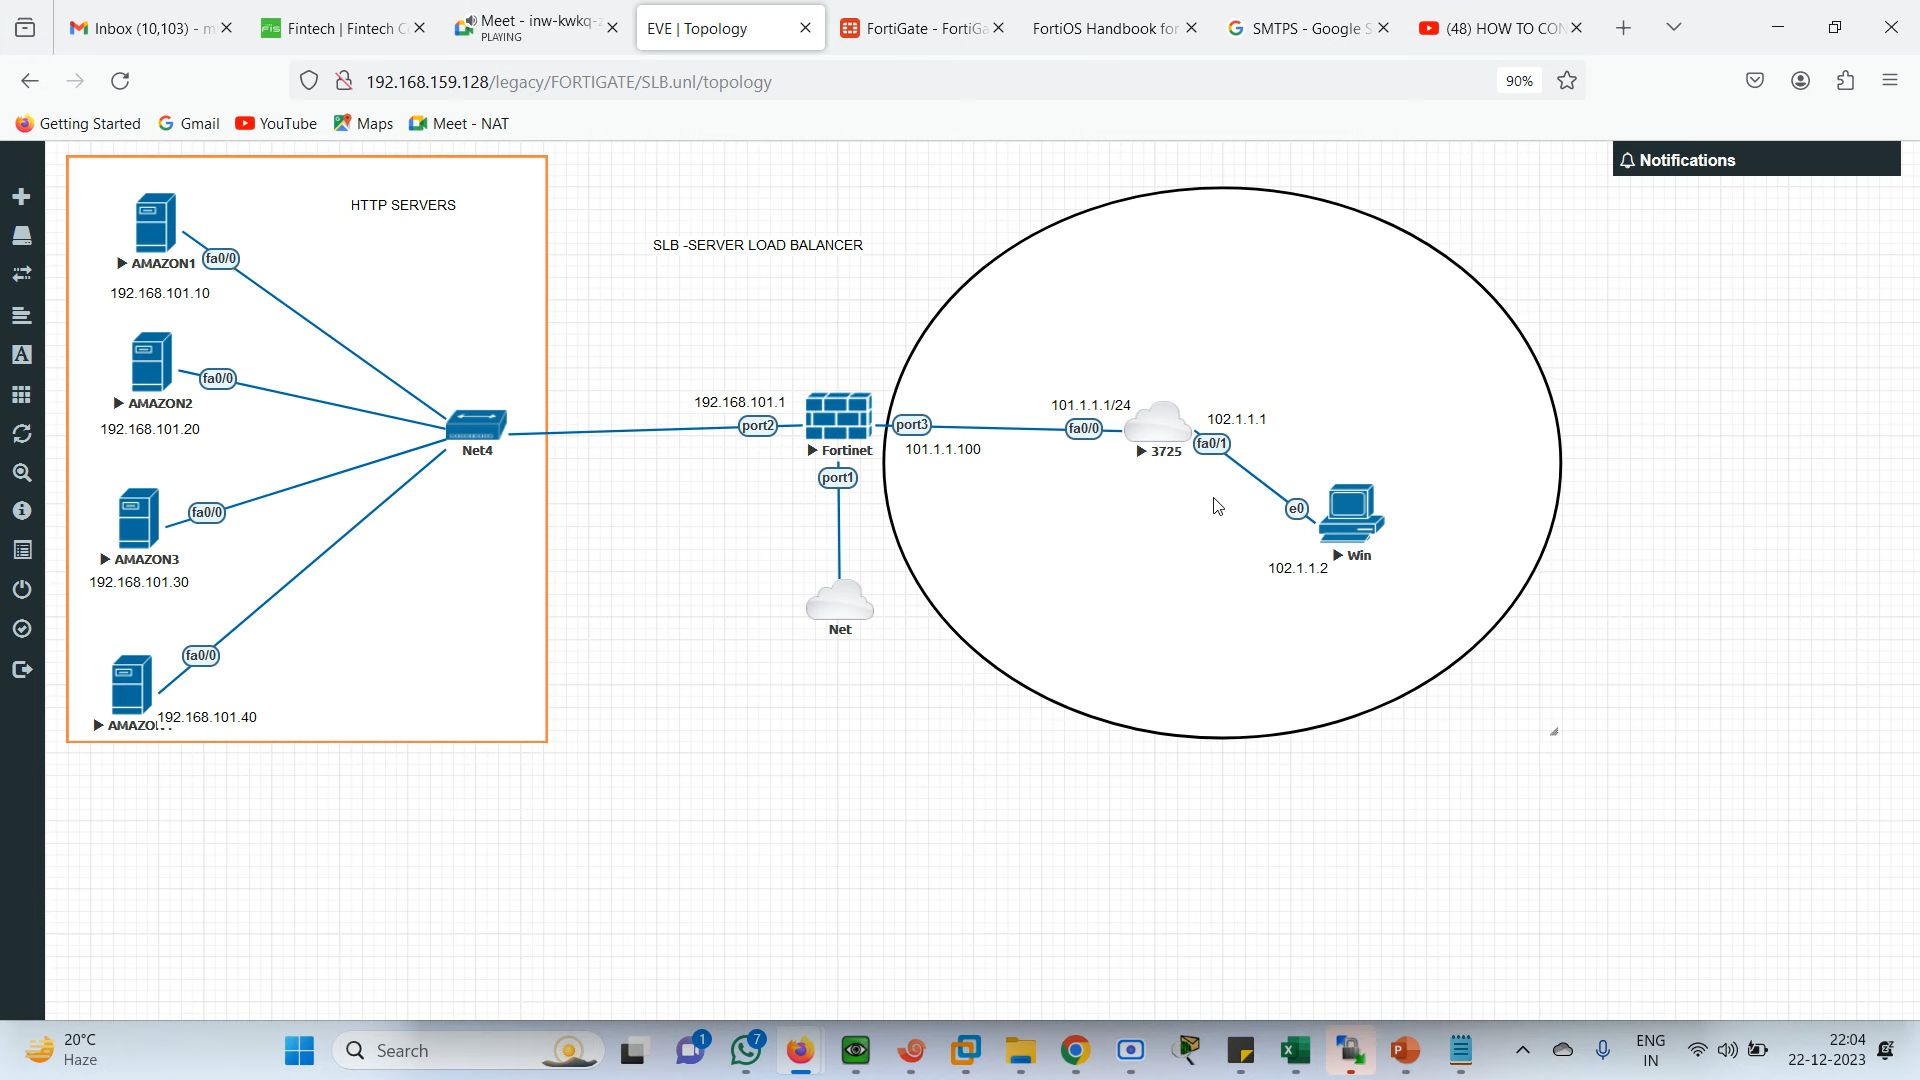 Inbox (10,103) - m
Fintech | Fintech C
Meet - inw-kwkq-
PLAYING
EVE | Topology
FortiGate - FortiGa
FortiOS Handbook for
SMTPS - Google S
(48) HOW TO CON
192.168.159.128/legacy/FORTIGATE/SLB.unl/topology
90%
Getting Started
Gmail
YouTube
Maps
Meet - NAT
Notifications
HTTP SERVERS
SLB -SERVER LOAD BALANCER
AMAZON1
fa0/0
192.168.101.10
AMAZON2
fa0/0
192.168.101.20
AMAZON3
fa0/0
192.168.101.30
AMAZO
fa0/0
192.168.101.40
Net4
192.168.101.1
port2
Fortinet
port3
101.1.1.100
port1
Net
101.1.1.1/24
fa0/0
3725
102.1.1.1
fa0/1
e0
Win
102.1.1.2
20°C
Haze
Search
1
7
ENG
IN
22:04
22-12-2023